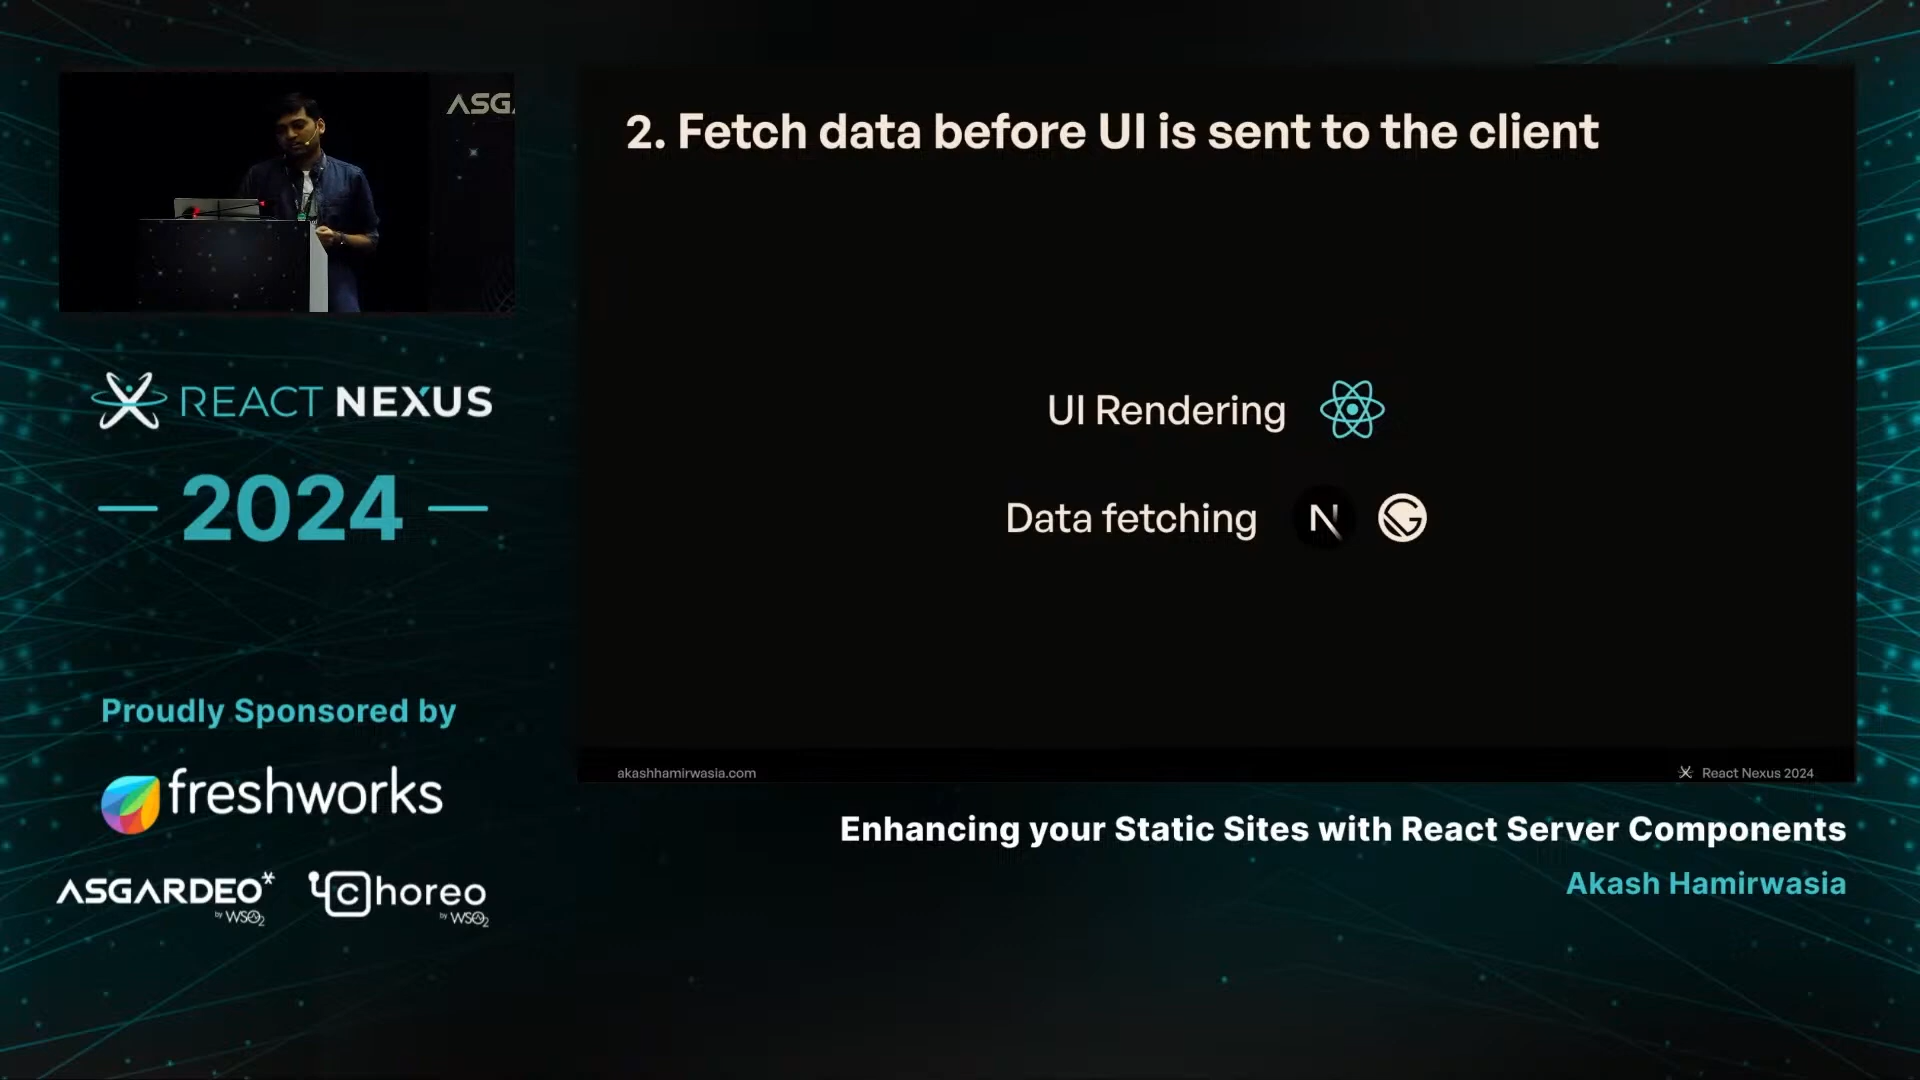 ASG
2. Fetch data before UI is sent to the client
UI Rendering
Data fetching N G
akashhamirwasia.com
React Nexus 2024
REACT NEXUS
2024
Proudly Sponsored by
freshworks
ASGARDEO
by WSO2
choreo
by WSO2
Enhancing your Static Sites with React Server Components
Akash Hamirwasia